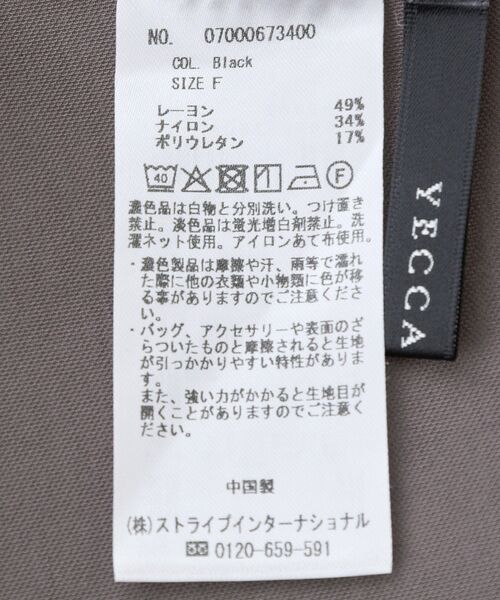 NO. 07000673400
COL. Black
SIZE F
レーヨン 49%
ナイロン 34%
ポリウレタン 17%
40
F
濃色品は白物と分別洗い。つけ置き
禁止。淡色品は蛍光増白剤禁止。洗
濯ネット使用。アイロンあて布使用。
・濃色製品は摩擦や汗、雨等で濡れ
た際に他の衣類や小物類に色が移
る事がありますのでご注意くださ
い。
・バッグ、アクセサリーや表面のざ
らついたものと摩擦されると生地
が引っかかりやすい特性がありま
す。
また、強い力がかかると生地目が
開くことがありますのでご注意く
ださい。
中国製
(株)ストライプインターナショナル
0120-659-591
YECCA